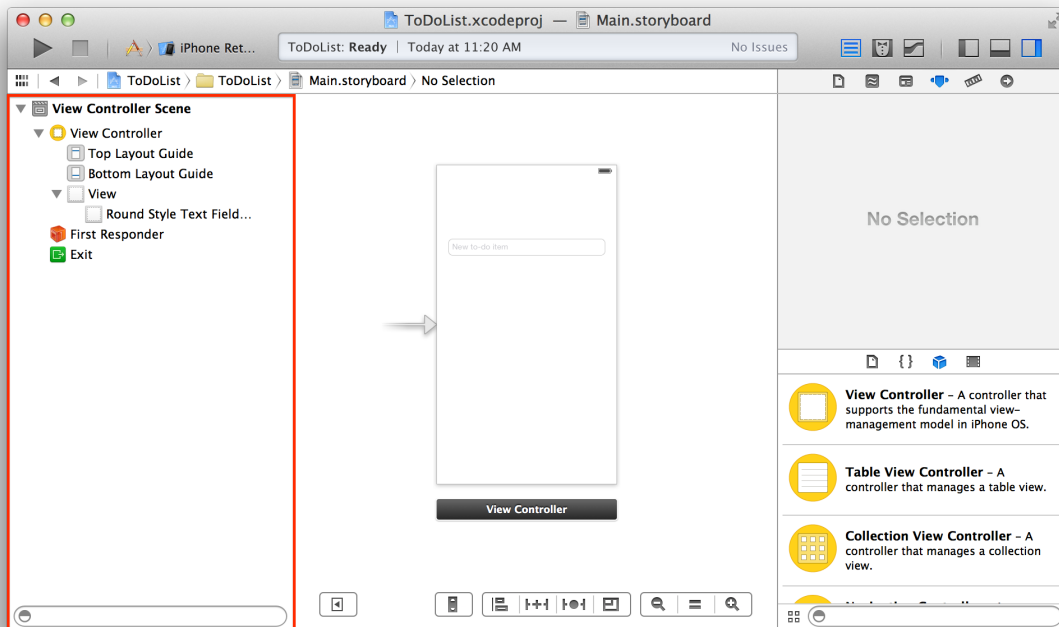 ToDoList.xcodeproj — Main.storyboard
iPhone Ret...
ToDoList: Ready | Today at 11:20 AM
No Issues
ToDoList 〉 ToDoList 〉 Main.storyboard 〉 No Selection
View Controller Scene
View Controller
Top Layout Guide
Bottom Layout Guide
View
Round Style Text Field...
First Responder
Exit
New to-do item
View Controller
No Selection
{ }
View Controller – A controller that
supports the fundamental view-
management model in iPhone OS.
Table View Controller – A
controller that manages a table view.
Collection View Controller – A
controller that manages a collection
view.